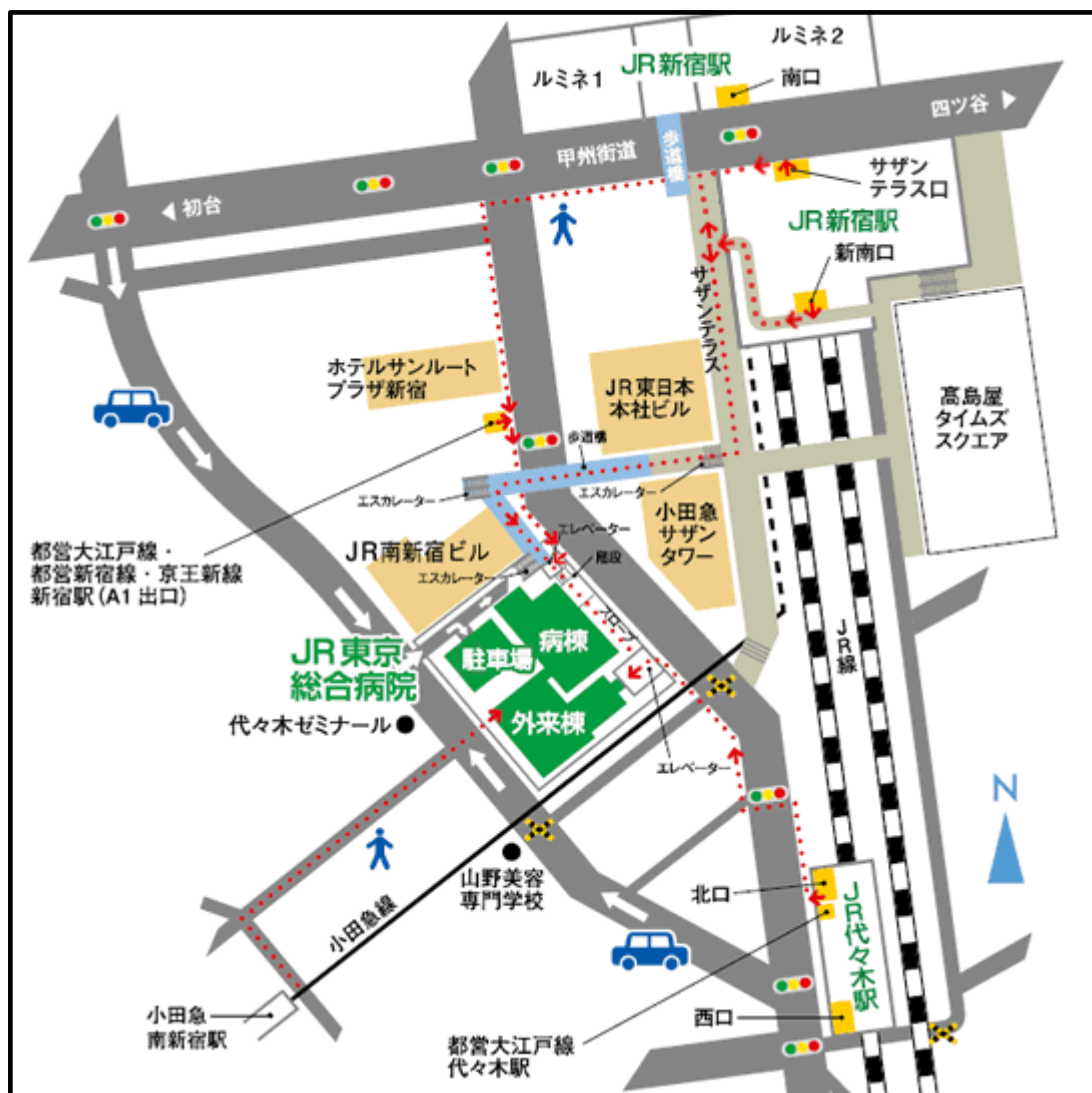 ルミネ1
JR新宿駅
ルミネ2
南口
四ツ谷
歩道橋
甲州街道
初台
サザン
テラス口
JR新宿駅
新南口
サザンテラス
ホテルサンルート
プラザ新宿
JR東日本
本社ビル
髙島屋
タイムズ
スクエア
歩道橋
エスカレーター
エスカレーター
小田急
サザン
タワー
都営大江戸線・
都営新宿線・京王新線
新宿駅(A1 出口)
JR南新宿ビル
エレベーター
階段
エスカレーター
スロープ
JR線
JR東京
総合病院
駐車場
病棟
外来棟
代々木ゼミナール
エレベーター
N
山野美容
専門学校
小田急線
北口
JR代々木駅
西口
小田急
南新宿駅
都営大江戸線
代々木駅